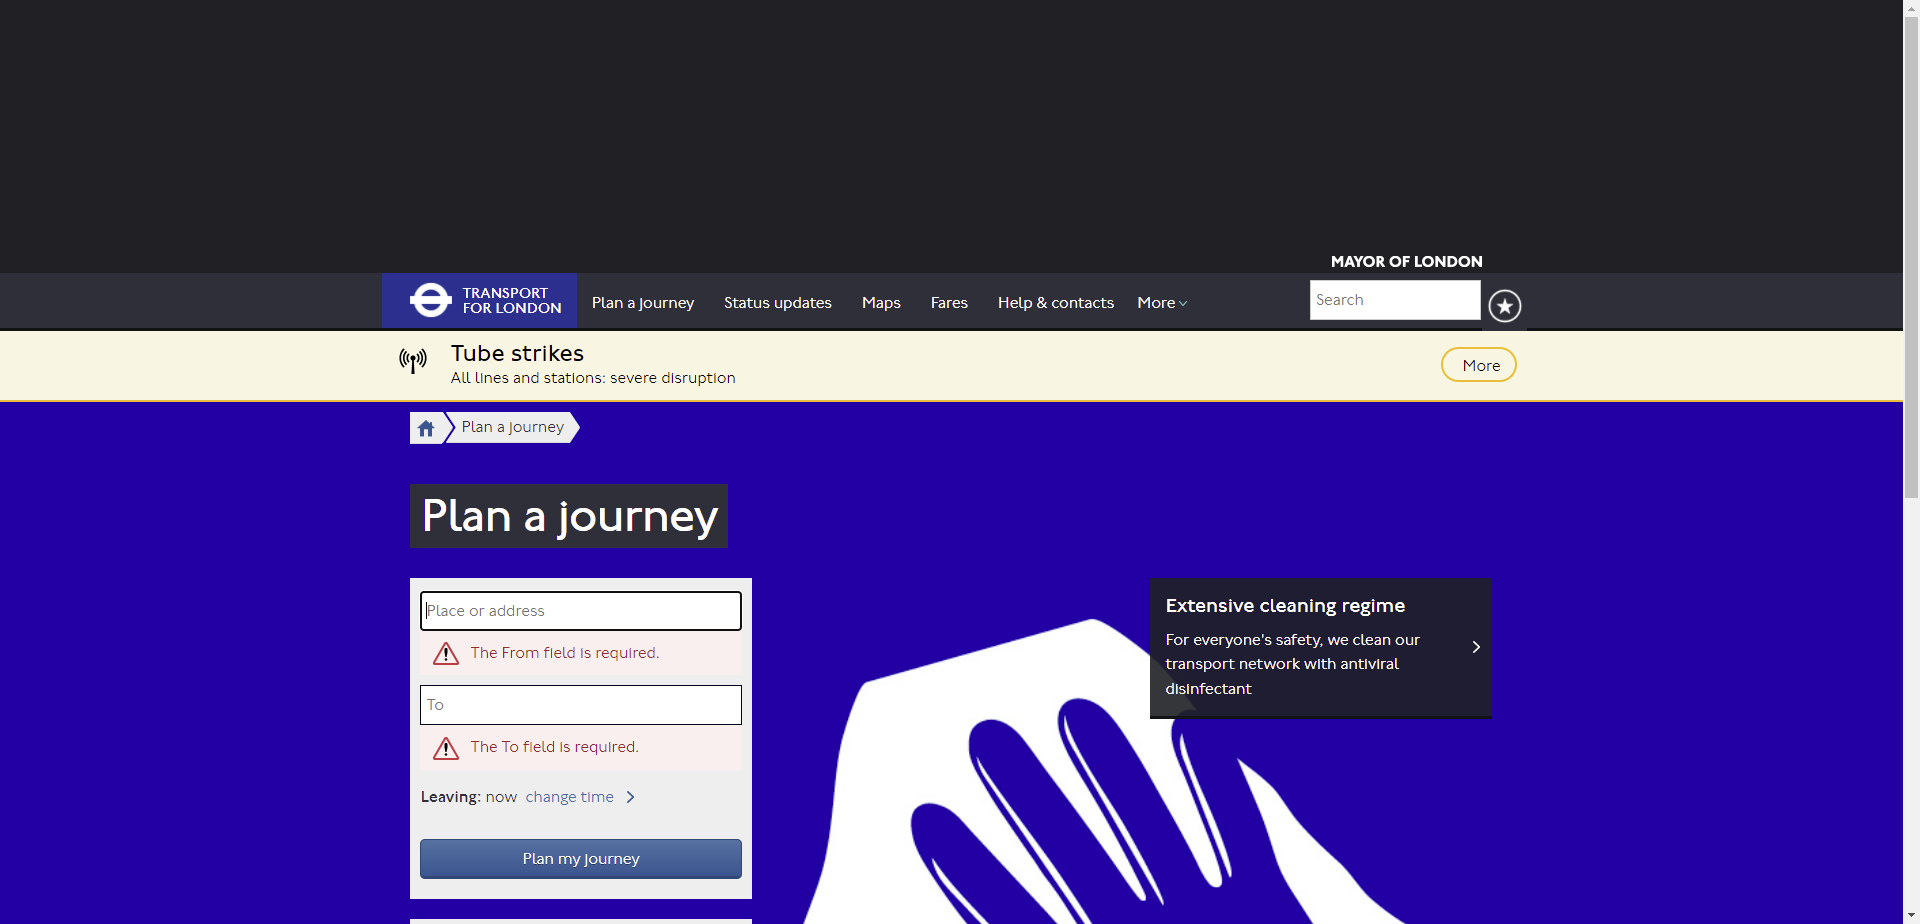 MAYOR OF LONDON
TRANSPORT
FOR LONDON
Plan a journey
Status updates
Maps
Fares
Help & contacts
More
Search
Tube strikes
All lines and stations: severe disruption
More
Plan a journey
Plan a journey
Place or address
The From field is required.
To
The To field is required.
Leaving: now change time
Plan my journey
Extensive cleaning regime
For everyone's safety, we clean our
transport network with antiviral
disinfectant